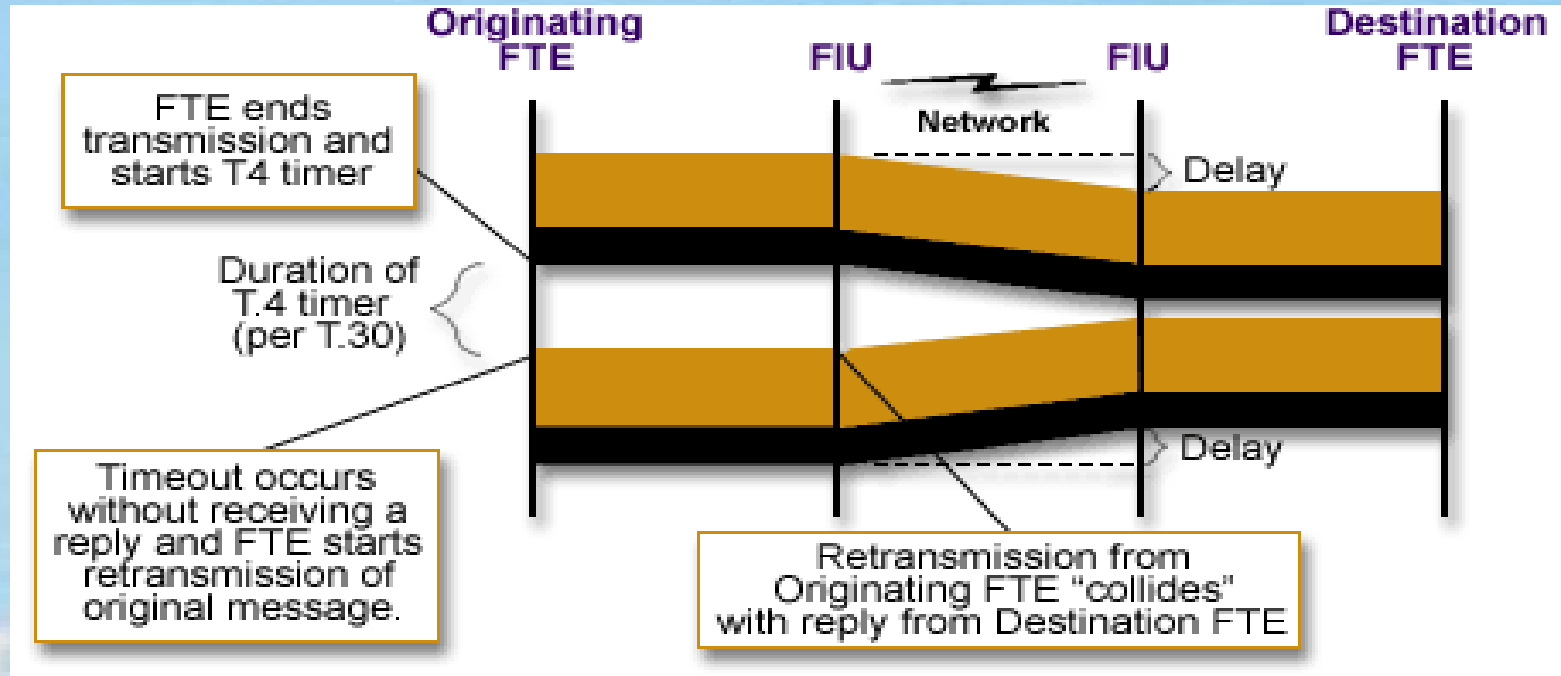 Originating
FTE
FIU
FIU
Destination
FTE
Network
FTE ends
transmission and
starts T4 timer
Delay
Duration of
T.4 timer
(per T.30)
Timeout occurs
without receiving a
reply and FTE starts
retransmission of
original message.
Delay
Retransmission from
Originating FTE “collides”
with reply from Destination FTE